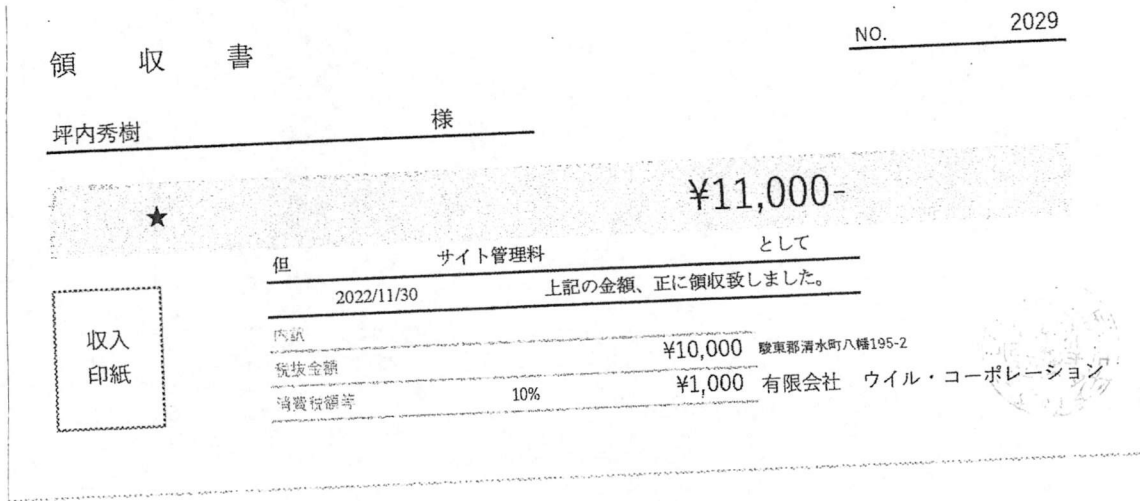 NO. 2029
領 収 書
坪内秀樹 様
★ ¥11,000-
但 サイト管理料 として
2022/11/30 上記の金額、正に領収致しました。
収入
印紙
内訳
税抜金額 ¥10,000
消費税額等 10% ¥1,000
駿東郡清水町八幡195-2
有限会社 ウイル・コーポレーション